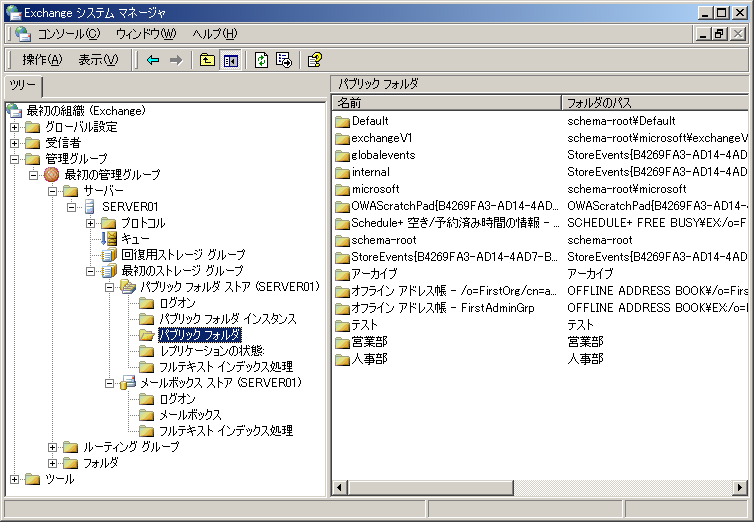 Exchange システム マネージャ
コンソール(C) ウィンドウ(W) ヘルプ(H)
操作(A) 表示(V)
ツリー
最初の組織 (Exchange)
グローバル設定
受信者
管理グループ
最初の管理グループ
サーバー
SERVER01
プロトコル
キュー
回復用ストレージ グループ
最初のストレージ グループ
パブリック フォルダ ストア (SERVER01)
ログオン
パブリック フォルダ インスタンス
パブリック フォルダ
レプリケーションの状態
フルテキスト インデックス処理
メールボックス ストア (SERVER01)
ログオン
メールボックス
フルテキスト インデックス処理
ルーティング グループ
フォルダ
ツール
パブリック フォルダ
名前 フォルダのパス
Default schema-root¥Default
exchangeV1 schema-root¥microsoft¥exchangeV
globalevents StoreEvents{B4269FA3-AD14-4AD
internal StoreEvents{B4269FA3-AD14-4AD
microsoft schema-root¥microsoft
OWAScratchPad{B4269FA3-AD14-4AD... OWAScratchPad{B4269FA3-AD14-4
Schedule+ 空き/予約済み時間の情報 - ... SCHEDULE+ FREE BUSY¥EX:/o=F
schema-root schema-root
StoreEvents{B4269FA3-AD14-4AD7-B... StoreEvents{B4269FA3-AD14-4AD
アーカイブ アーカイブ
オフライン アドレス帳 - /o=FirstOrg/cn=a... OFFLINE ADDRESS BOOK¥/o=Firs
オフライン アドレス帳 - FirstAdminGrp OFFLINE ADDRESS BOOK¥EX:/o=
テスト テスト
営業部 営業部
人事部 人事部